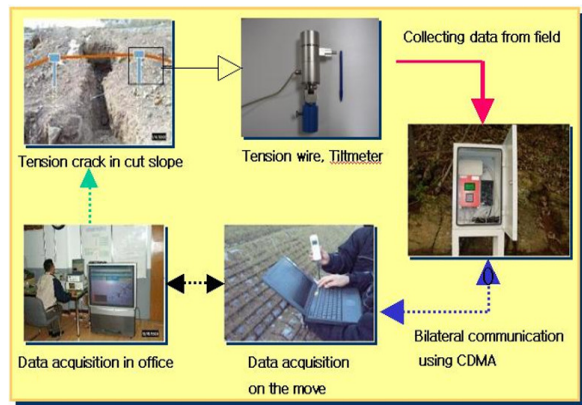 Collecting data from field
Tension crack in cut slope
Tension wire, Tiltmeter
Data acquisition in office
Data acquisition
on the move
Bilateral communication
using CDMA